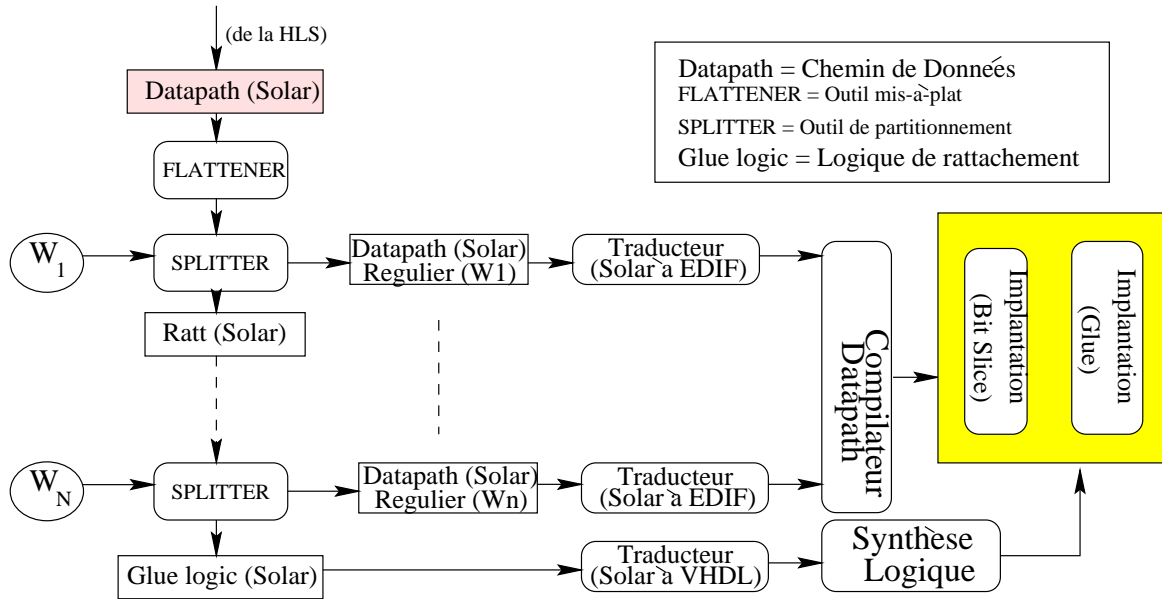 (de la HLS)
Datapath (Solar)
FLATTENER
Datapath = Chemin de Données
FLATTENER = Outil mis-à-plat
SPLITTER = Outil de partitionnement
Glue logic = Logique de rattachement
W1
SPLITTER
Datapath (Solar)
Regulier (W1)
Traducteur
(Solar à EDIF)
Ratt (Solar)
Compilateur
Datapath
Implantation
(Bit Slice)
Implantation
(Glue)
WN
SPLITTER
Datapath (Solar)
Regulier (Wn)
Traducteur
(Solar à EDIF)
Glue logic (Solar)
Traducteur
(Solar à VHDL)
Synthèse
Logique